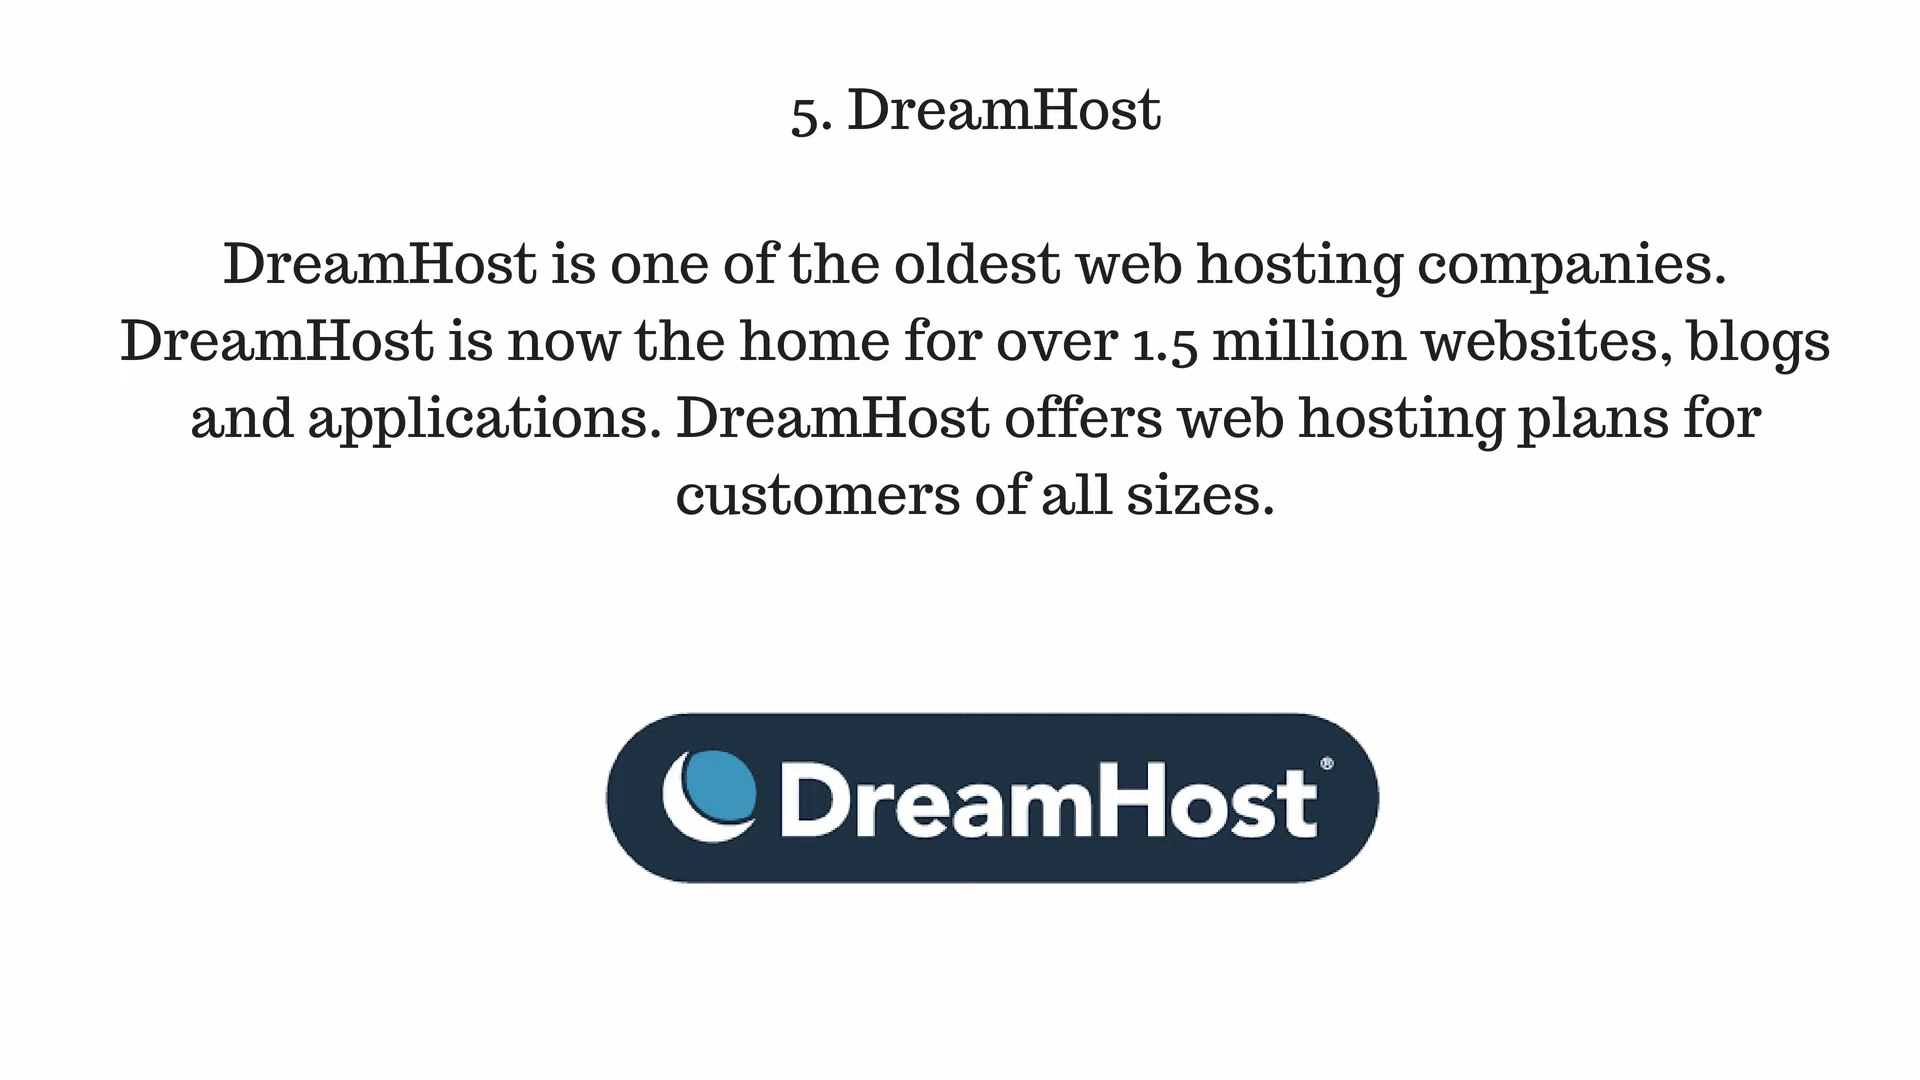 5. DreamHost
DreamHost is one of the oldest web hosting companies.
DreamHost is now the home for over 1.5 million websites, blogs
and applications. DreamHost offers web hosting plans for
customers of all sizes.
DreamHost®